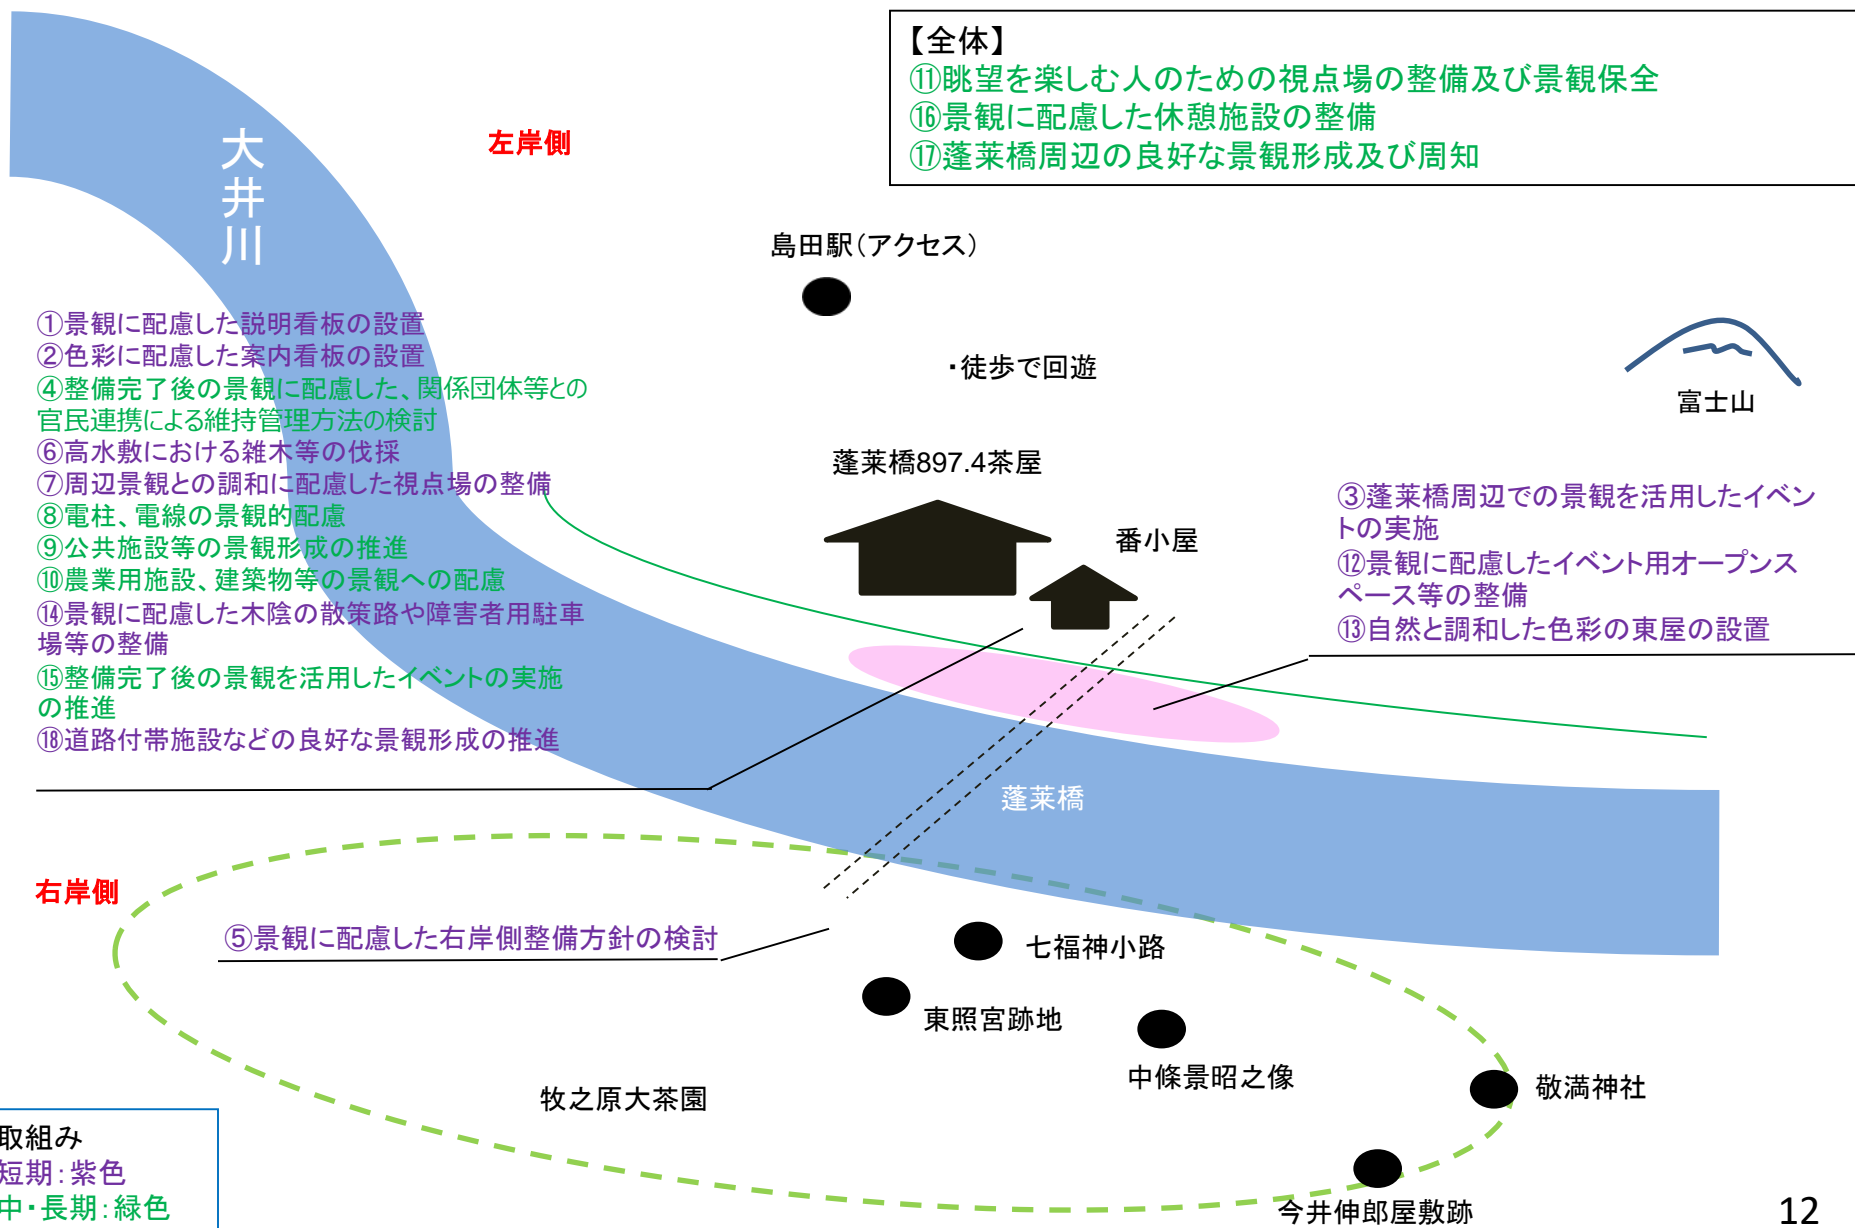 【全体】
⑪眺望を楽しむ人のための視点場の整備及び景観保全
⑯景観に配慮した休憩施設の整備
⑰蓬莱橋周辺の良好な景観形成及び周知
大井川
左岸側
島田駅（アクセス）
・徒歩で回遊
富士山
①景観に配慮した説明看板の設置
②色彩に配慮した案内看板の設置
④整備完了後の景観に配慮した、関係団体等との
官民連携による維持管理方法の検討
⑥高水敷における雑木等の伐採
⑦周辺景観との調和に配慮した視点場の整備
⑧電柱、電線の景観的配慮
⑨公共施設等の景観形成の推進
⑩農業用施設、建築物等の景観への配慮
⑭景観に配慮した木陰の散策路や障害者用駐車
場等の整備
⑮整備完了後の景観を活用したイベントの実施
の推進
⑱道路付帯施設などの良好な景観形成の推進
蓬莱橋897.4茶屋
番小屋
③蓬莱橋周辺での景観を活用したイベン
トの実施
⑫景観に配慮したイベント用オープンス
ペース等の整備
⑬自然と調和した色彩の東屋の設置
蓬莱橋
右岸側
⑤景観に配慮した右岸側整備方針の検討
七福神小路
東照宮跡地
中條景昭之像
敬満神社
牧之原大茶園
今井伸郎屋敷跡
取組み
短期：紫色
中・長期：緑色
12